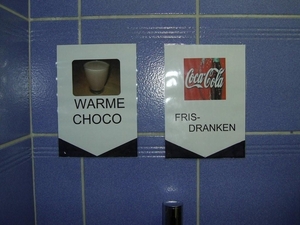 WARME
CHOCO
Coca-Cola
FRIS-
DRANKEN